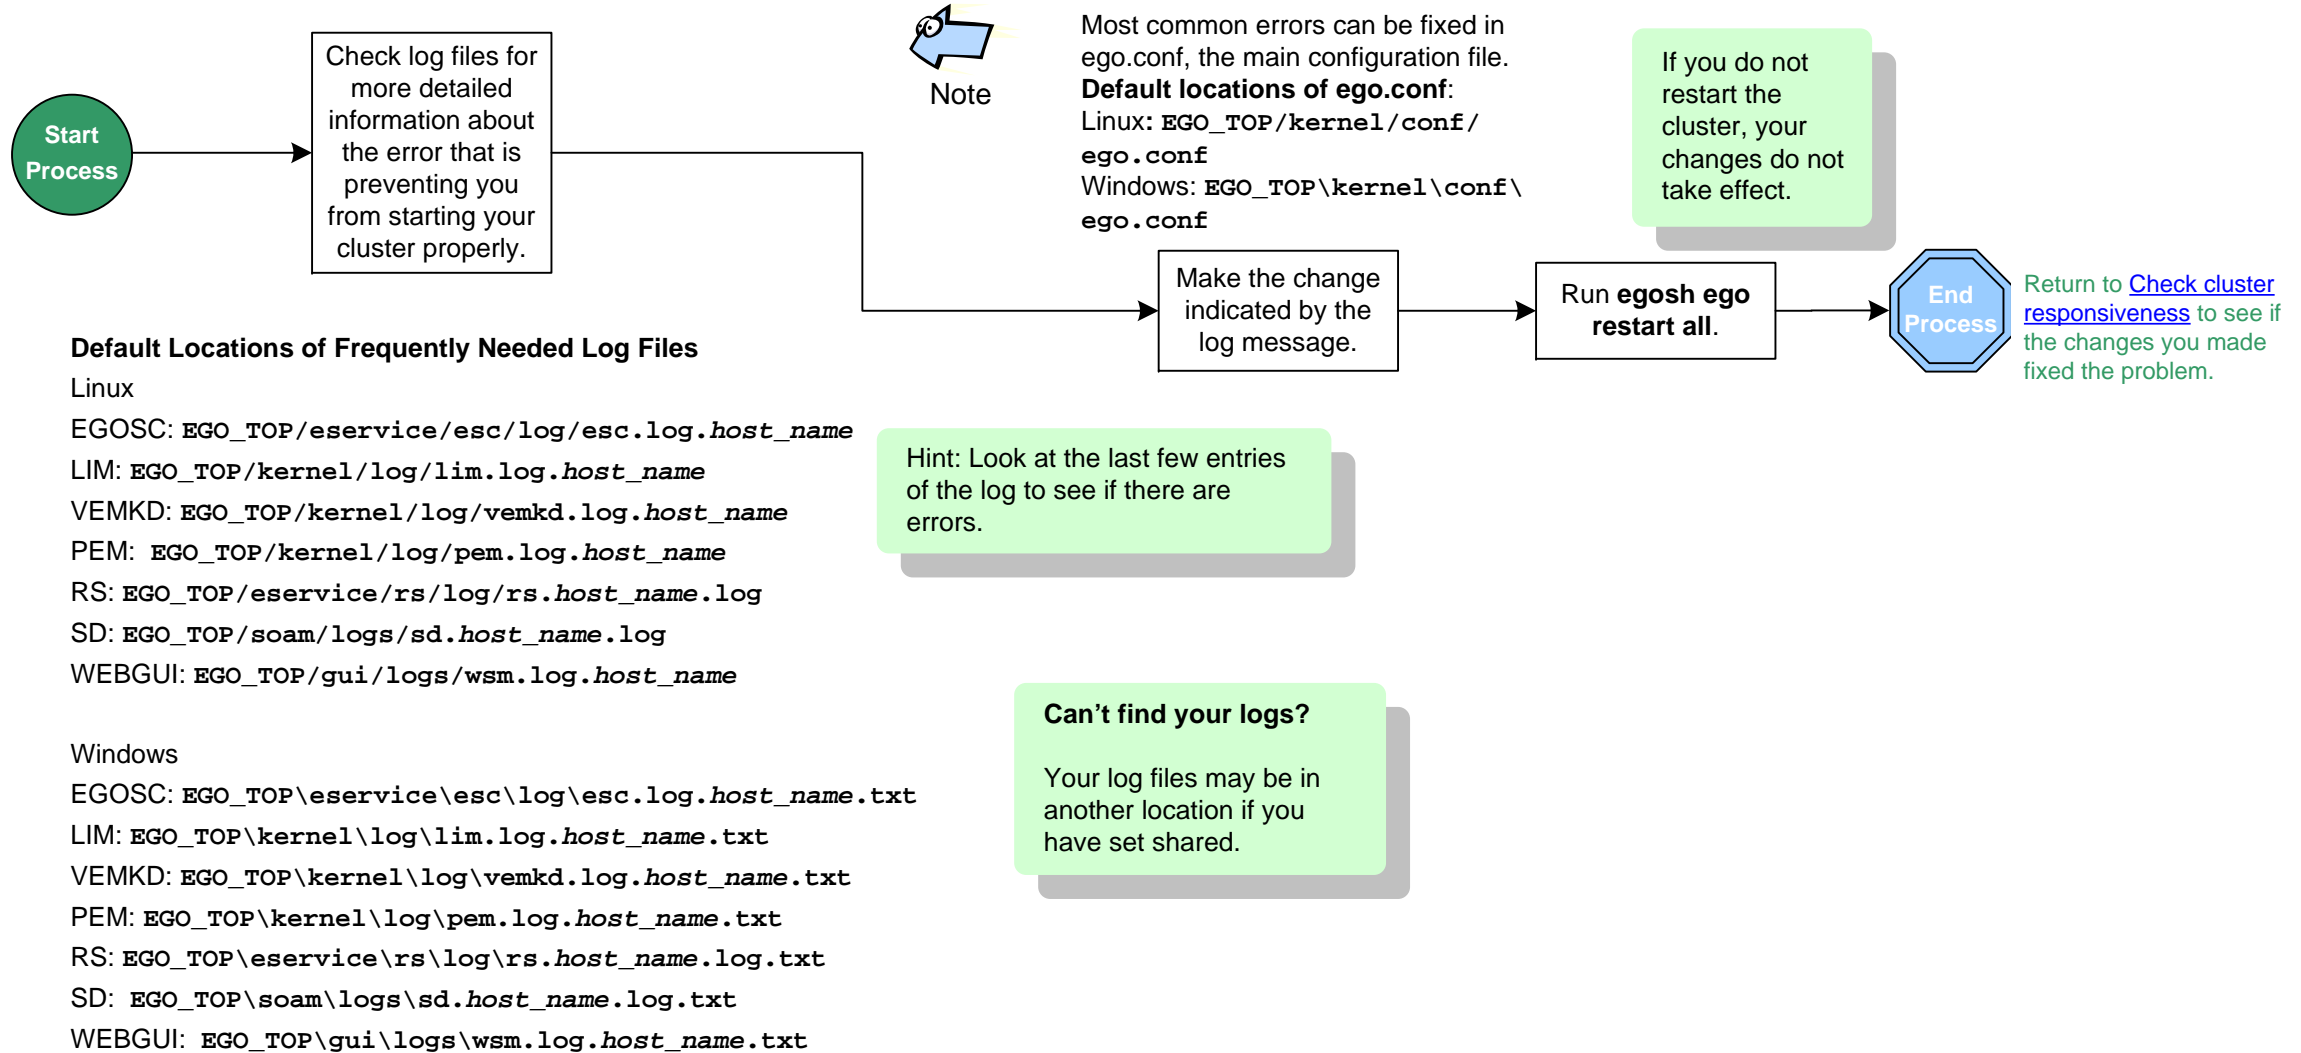 Start
Process
Check log files for
more detailed
information about
the error that is
preventing you
from starting your
cluster properly.
Note
Most common errors can be fixed in
ego.conf, the main configuration file.
Default locations of ego.conf:
Linux: EGO_TOP/kernel/conf/
ego.conf
Windows: EGO_TOP\kernel\conf\
ego.conf
If you do not
restart the
cluster, your
changes do not
take effect.
Make the change
indicated by the
log message.
Run egosh ego
restart all.
End
Process
Return to Check cluster
responsiveness to see if
the changes you made
fixed the problem.
Default Locations of Frequently Needed Log Files
Linux
EGOSC: EGO_TOP/eservice/esc/log/esc.log.host_name
LIM: EGO_TOP/kernel/log/lim.log.host_name
VEMKD: EGO_TOP/kernel/log/vemkd.log.host_name
PEM: EGO_TOP/kernel/log/pem.log.host_name
RS: EGO_TOP/eservice/rs/log/rs.host_name.log
SD: EGO_TOP/soam/logs/sd.host_name.log
WEBGUI: EGO_TOP/gui/logs/wsm.log.host_name
Hint: Look at the last few entries
of the log to see if there are
errors.
Can’t find your logs?
Your log files may be in
another location if you
have set shared.
Windows
EGOSC: EGO_TOP\eservice\esc\log\esc.log.host_name.txt
LIM: EGO_TOP\kernel\log\lim.log.host_name.txt
VEMKD: EGO_TOP\kernel\log\vemkd.log.host_name.txt
PEM: EGO_TOP\kernel\log\pem.log.host_name.txt
RS: EGO_TOP\eservice\rs\log\rs.host_name.log.txt
SD: EGO_TOP\soam\logs\sd.host_name.log.txt
WEBGUI: EGO_TOP\gui\logs\wsm.log.host_name.txt